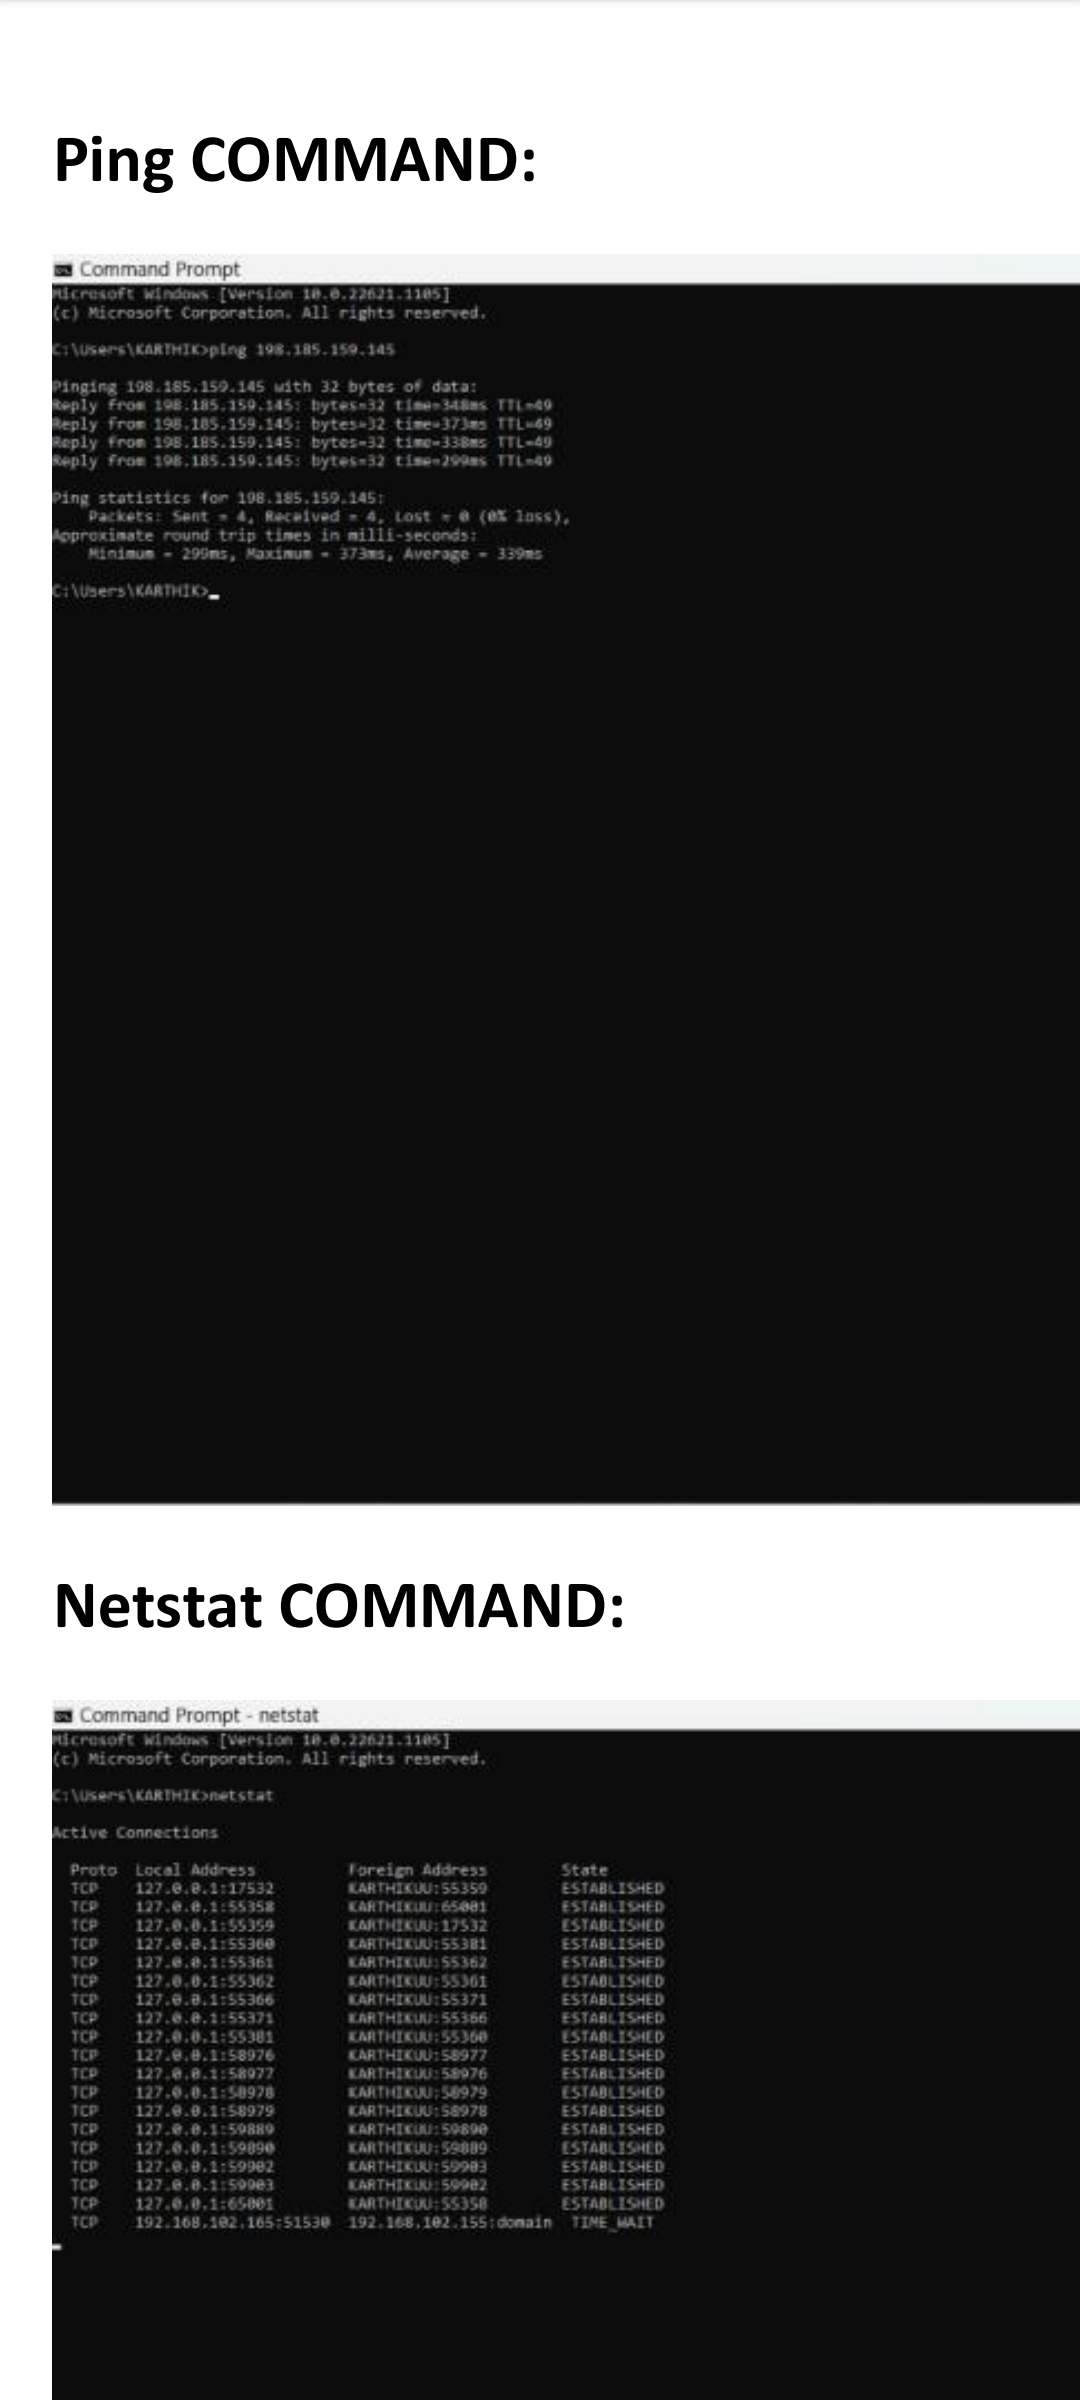 Ping COMMAND:
Command Prompt
Microsoft Windows [Version 10.0.22621.1105]
(c) Microsoft Corporation. All rights reserved.
C:\Users\KARTHIK>ping 198.185.159.145
Pinging 198.185.159.145 with 32 bytes of data:
Reply from 198.185.159.145: bytes=32 time=348ms TTL=49
Reply from 198.185.159.145: bytes=32 time=373ms TTL=49
Reply from 198.185.159.145: bytes=32 time=338ms TTL=49
Reply from 198.185.159.145: bytes=32 time=299ms TTL=49
Ping statistics for 198.185.159.145:
Packets: Sent = 4, Received = 4, Lost = 0 (0% loss),
Approximate round trip times in milli-seconds:
Minimum = 299ms, Maximum = 373ms, Average = 339ms
C:\Users\KARTHIK>
Netstat COMMAND:
Command Prompt - netstat
Microsoft Windows [Version 10.0.22621.1105]
(c) Microsoft Corporation. All rights reserved.
C:\Users\KARTHIK>netstat
Active Connections
Proto Local Address Foreign Address State
TCP 127.0.0.1:17532 KARTHIKUU:55359 ESTABLISHED
TCP 127.0.0.1:55358 KARTHIKUU:65001 ESTABLISHED
TCP 127.0.0.1:55359 KARTHIKUU:17532 ESTABLISHED
TCP 127.0.0.1:55360 KARTHIKUU:55381 ESTABLISHED
TCP 127.0.0.1:55361 KARTHIKUU:55362 ESTABLISHED
TCP 127.0.0.1:55362 KARTHIKUU:55361 ESTABLISHED
TCP 127.0.0.1:55366 KARTHIKUU:55371 ESTABLISHED
TCP 127.0.0.1:55371 KARTHIKUU:55366 ESTABLISHED
TCP 127.0.0.1:55381 KARTHIKUU:55360 ESTABLISHED
TCP 127.0.0.1:58976 KARTHIKUU:58977 ESTABLISHED
TCP 127.0.0.1:58977 KARTHIKUU:58976 ESTABLISHED
TCP 127.0.0.1:58978 KARTHIKUU:58979 ESTABLISHED
TCP 127.0.0.1:58979 KARTHIKUU:58978 ESTABLISHED
TCP 127.0.0.1:59889 KARTHIKUU:59890 ESTABLISHED
TCP 127.0.0.1:59890 KARTHIKUU:59889 ESTABLISHED
TCP 127.0.0.1:59902 KARTHIKUU:59903 ESTABLISHED
TCP 127.0.0.1:59903 KARTHIKUU:59902 ESTABLISHED
TCP 127.0.0.1:65001 KARTHIKUU:55358 ESTABLISHED
TCP 192.168.102.165:51530 192.168.102.155:domain TIME_WAIT